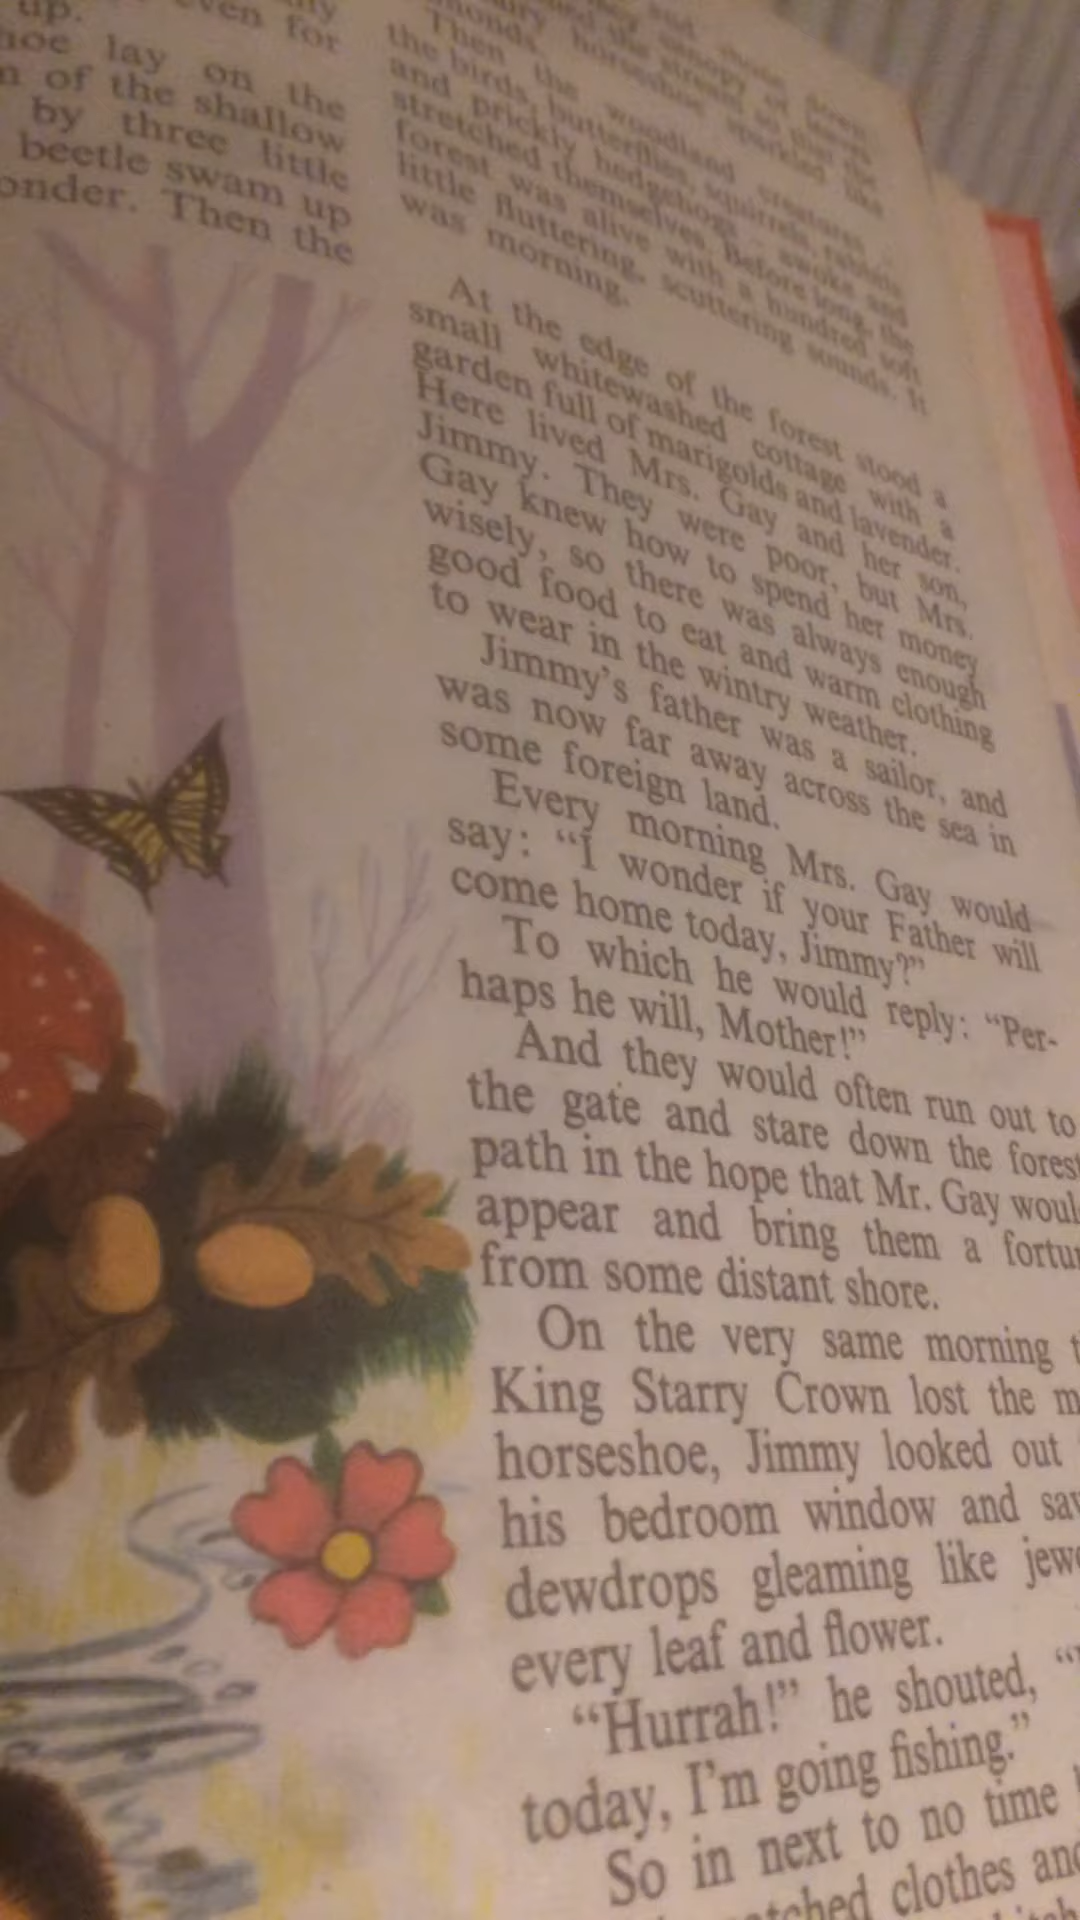 up.
even for
hoe lay on the
of the shallow
by three little
beetle swam up
onder. Then the
Then the woodland creatures
the birds, butterflies, squirrels, rabbits
and prickly hedgehogs awoke and
stretched themselves. Before long, the
forest was alive with a hundred soft
little fluttering, scuttering sounds. It
was morning.
At the edge of the forest stood a
small whitewashed cottage with a
garden full of marigolds and lavender.
Here lived Mrs. Gay and her son,
Jimmy. They were poor, but Mrs.
Gay knew how to spend her money
wisely, so there was always enough
good food to eat and warm clothing
to wear in the wintry weather.
Jimmy's father was a sailor, and
was now far away across the sea in
some foreign land.
Every morning Mrs. Gay would
say: “I wonder if your Father will
come home today, Jimmy?”
To which he would reply: “Per-
haps he will, Mother!”
And they would often run out to
the gate and stare down the forest
path in the hope that Mr. Gay would
appear and bring them a fortu
from some distant shore.
On the very same morning t
King Starry Crown lost the m
horseshoe, Jimmy looked out
his bedroom window and saw
dewdrops gleaming like jewe
every leaf and flower.
“Hurrah!” he shouted,
today, I'm going fishing.”
So in next to no time
tched clothes and